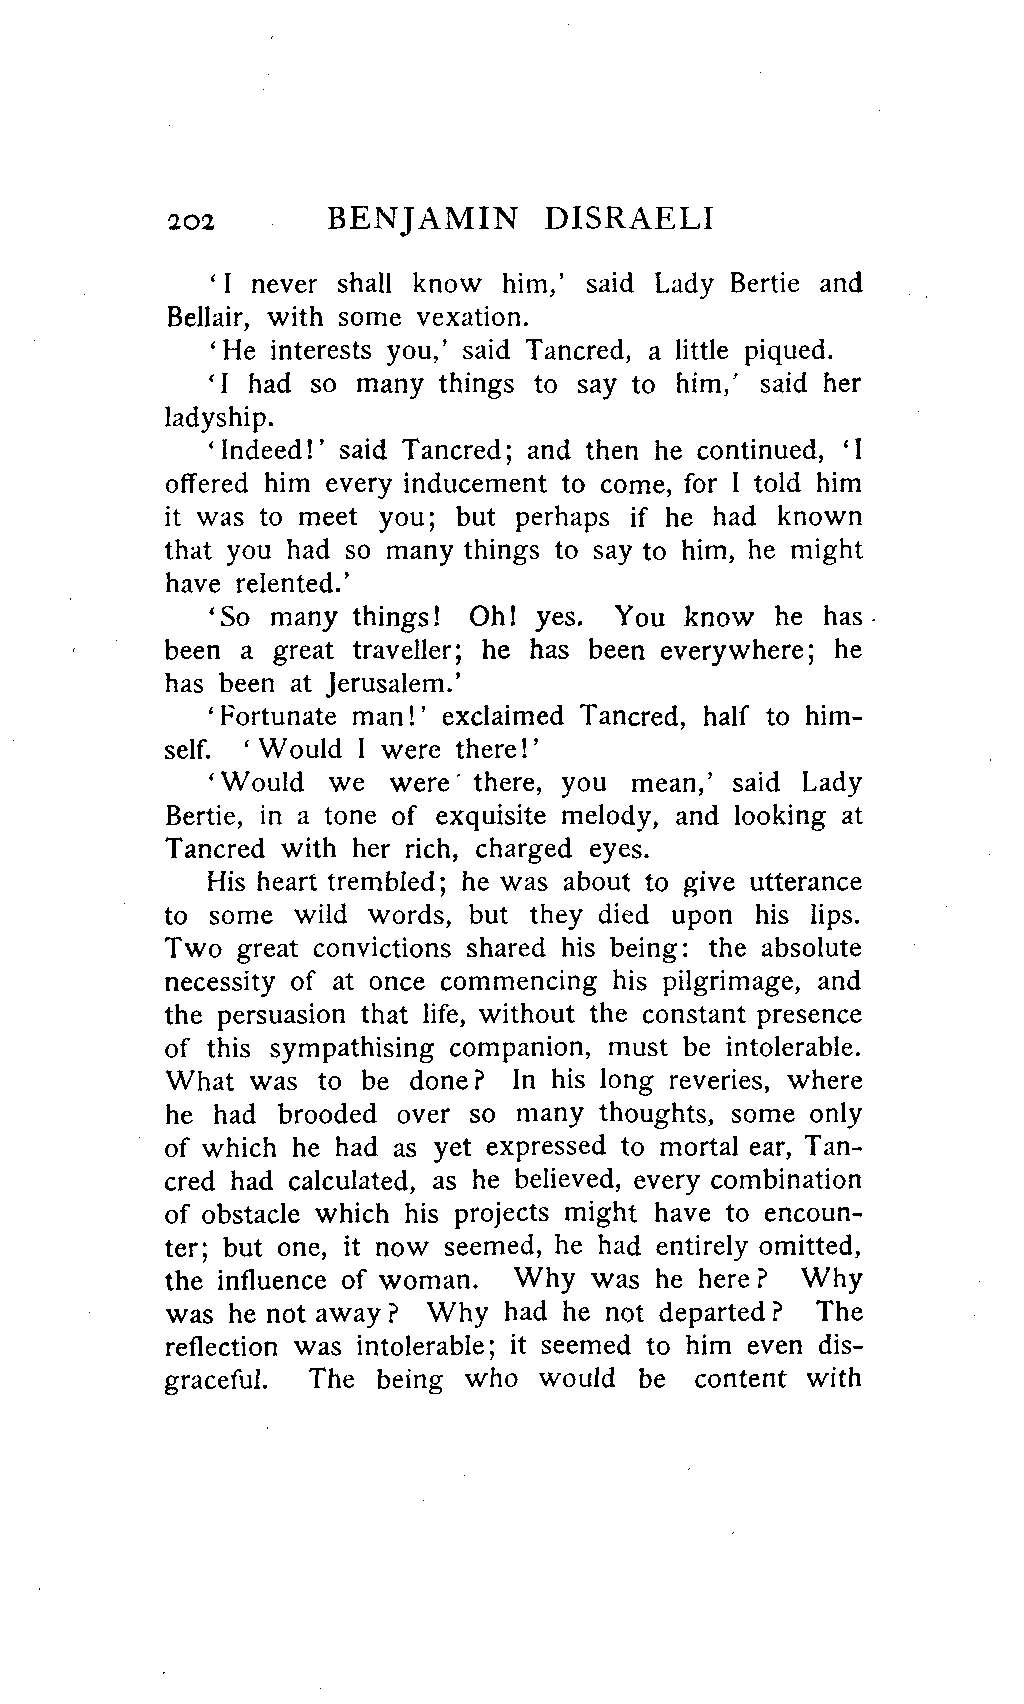 202 BENJAMIN DISRAELI
'I never shall know him,' said Lady Bertie and
Bellair, with some vexation.
'He interests you,' said Tancred, a little piqued.
'I had so many things to say to him,' said her
ladyship.
'Indeed!' said Tancred; and then he continued, 'I
offered him every inducement to come, for I told him
it was to meet you; but perhaps if he had known
that you had so many things to say to him, he might
have relented.'
'So many things! Oh! yes. You know he has
been a great traveller; he has been everywhere; he
has been at Jerusalem.'
'Fortunate man!' exclaimed Tancred, half to him-
self. 'Would I were there!'
'Would we were there, you mean,' said Lady
Bertie, in a tone of exquisite melody, and looking at
Tancred with her rich, charged eyes.
His heart trembled; he was about to give utterance
to some wild words, but they died upon his lips.
Two great convictions shared his being: the absolute
necessity of at once commencing his pilgrimage, and
the persuasion that life, without the constant presence
of this sympathising companion, must be intolerable.
What was to be done? In his long reveries, where
he had brooded over so many thoughts, some only
of which he had as yet expressed to mortal ear, Tan-
cred had calculated, as he believed, every combination
of obstacle which his projects might have to encoun-
ter; but one, it now seemed, he had entirely omitted,
the influence of woman. Why was he here? Why
was he not away? Why had he not departed? The
reflection was intolerable; it seemed to him even dis-
graceful. The being who would be content with